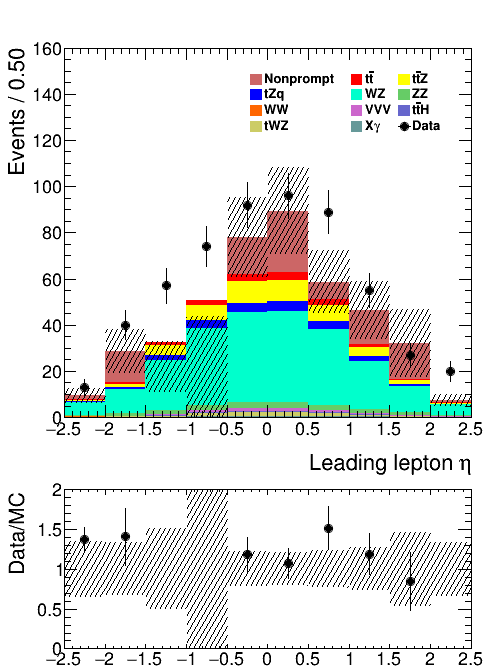 Events / 0.50
160
140
120
100
80
60
40
20
0
Nonprompt tt̄ tt̄Z
tZq WZ ZZ
WW VVV tt̄H
tWZ Xγ Data
−2.5 −2 −1.5 −1 −0.5 0 0.5 1 1.5 2 2.5
Leading lepton η
Data/MC
2
1.5
1
0.5
0
−2.5 −2 −1.5 −1 −0.5 0 0.5 1 1.5 2 2.5